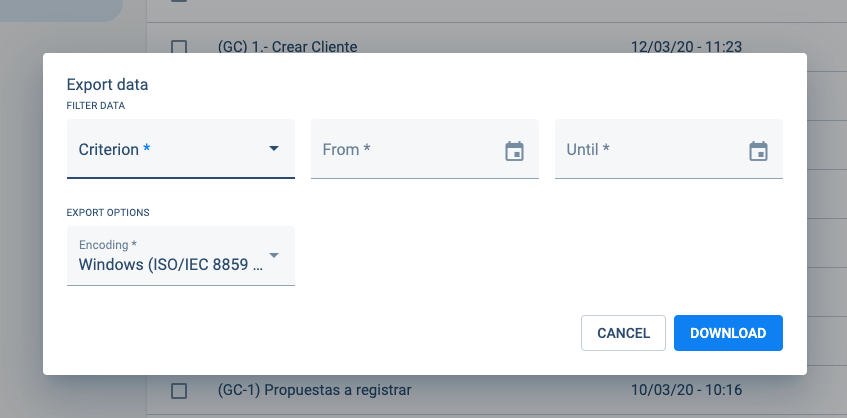 (GC) 1.- Crear Cliente 12/03/20 - 11:23
Export data
FILTER DATA
Criterion * From * Until *
EXPORT OPTIONS
Encoding *
Windows (ISO/IEC 8859 ...
CANCEL DOWNLOAD
(GC-1) Propuestas a registrar 10/03/20 - 10:16